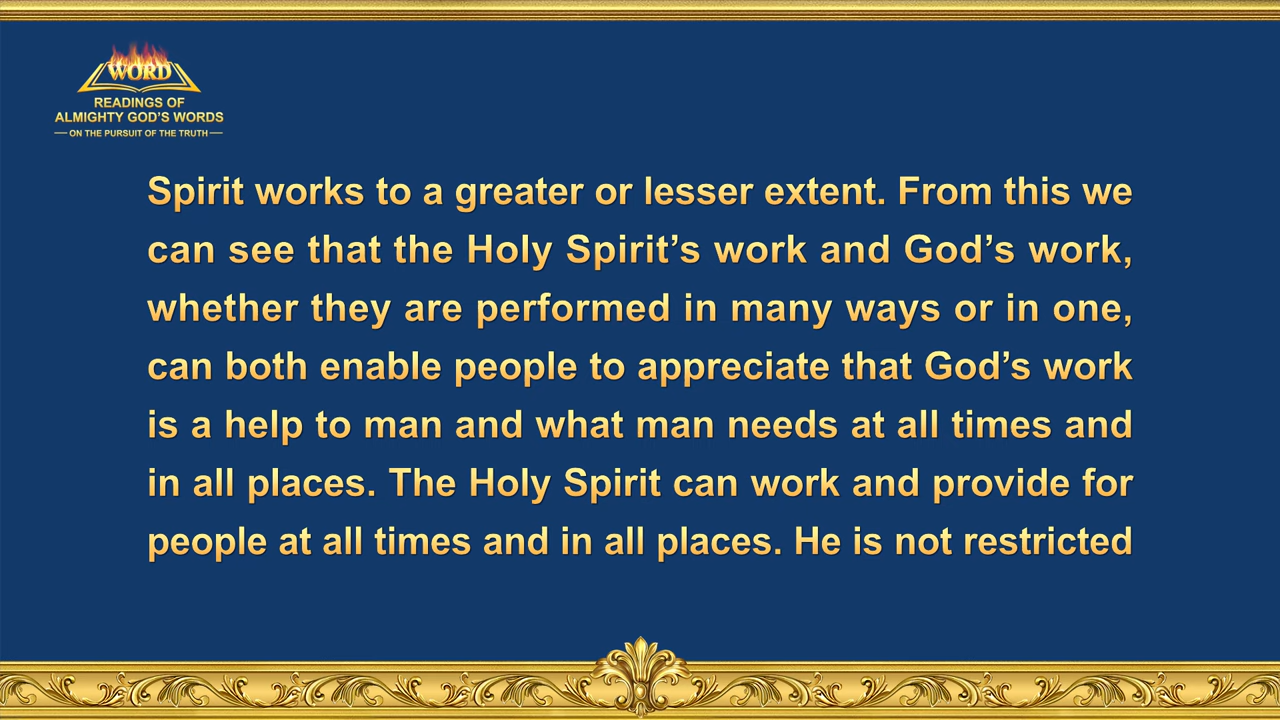 WORD
READINGS OF
ALMIGHTY GOD'S WORDS
— ON THE PURSUIT OF THE TRUTH —
Spirit works to a greater or lesser extent. From this we
can see that the Holy Spirit’s work and God’s work,
whether they are performed in many ways or in one,
can both enable people to appreciate that God’s work
is a help to man and what man needs at all times and
in all places. The Holy Spirit can work and provide for
people at all times and in all places. He is not restricted